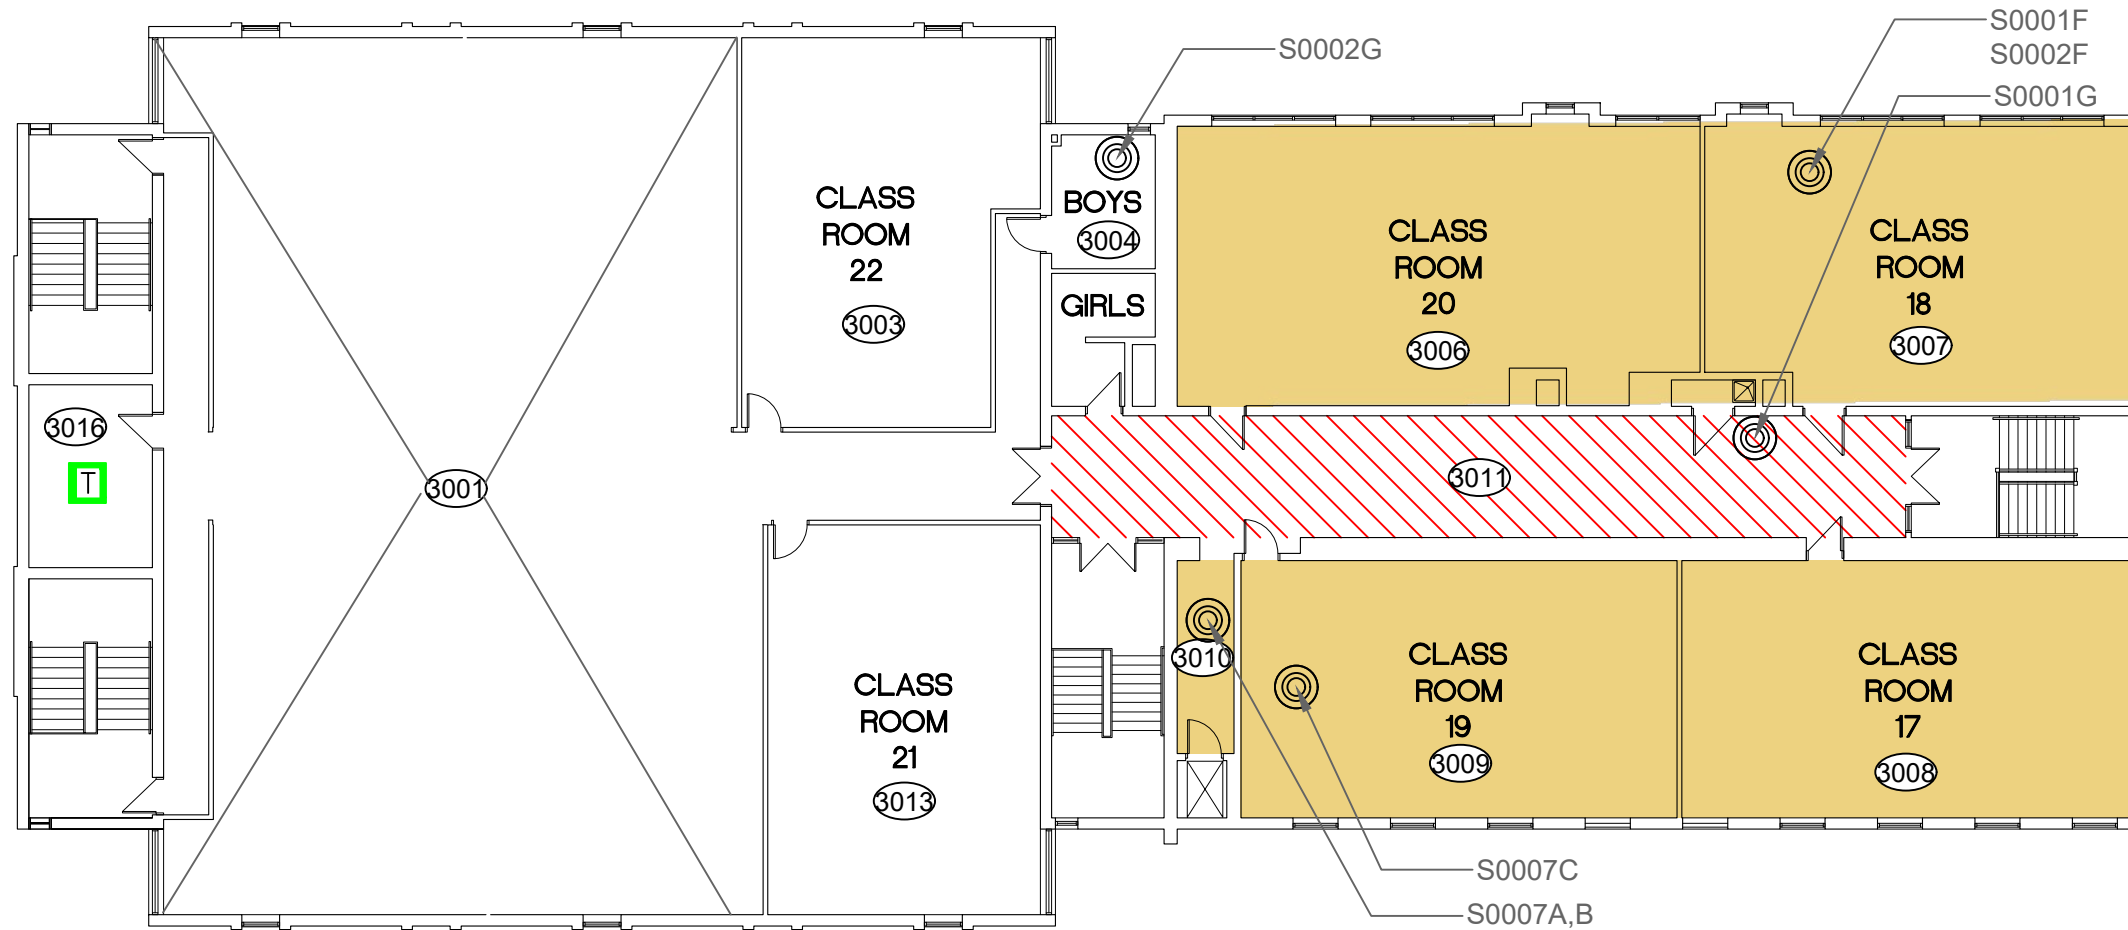 S0001F
S0002G
S0002F
S0001G
CLASS
ROOM
22
3003
BOYS
3004
GIRLS
CLASS
ROOM
20
3006
CLASS
ROOM
18
3007
3016
T
3001
3011
3010
CLASS
ROOM
21
3013
CLASS
ROOM
19
3009
CLASS
ROOM
17
3008
S0007C
S0007A,B